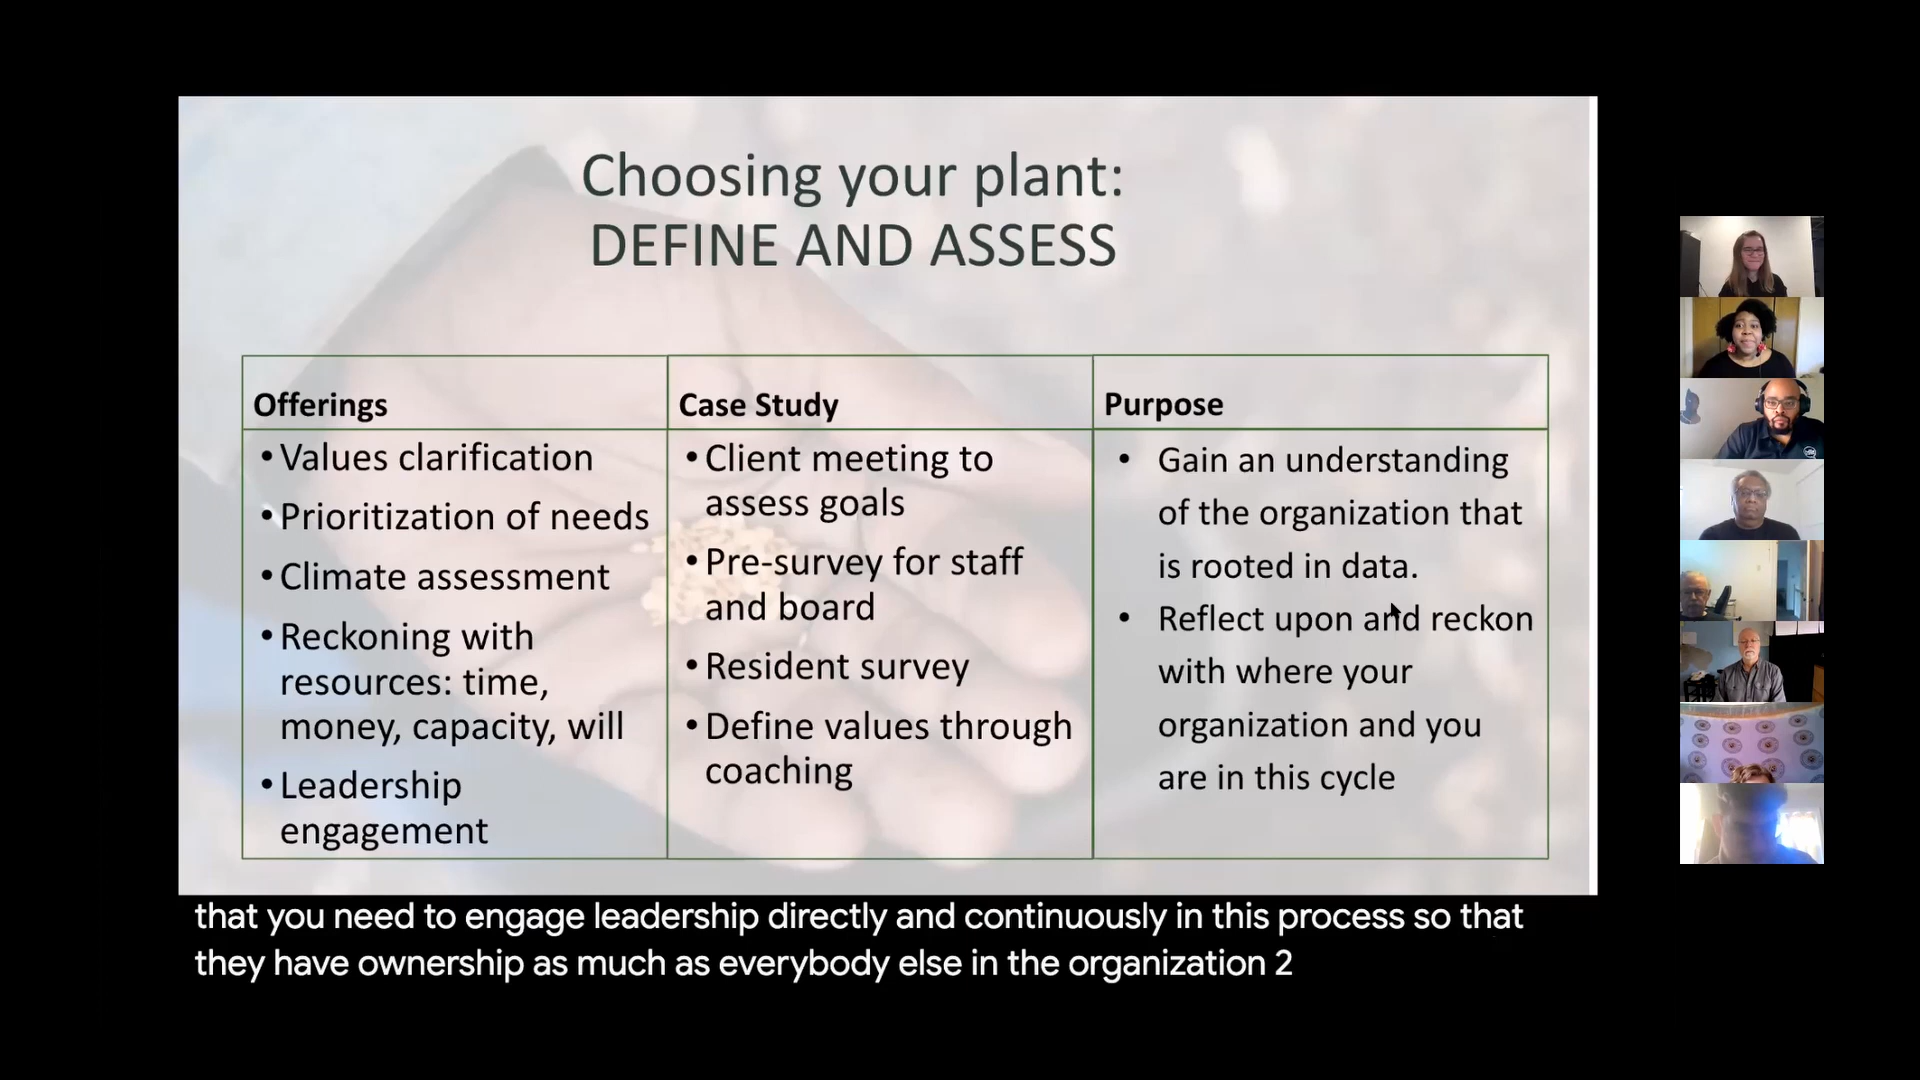 Choosing your plant:
DEFINE AND ASSESS
Offerings
• Values clarification
• Prioritization of needs
• Climate assessment
• Reckoning with
resources: time,
money, capacity, will
• Leadership
engagement
Case Study
• Client meeting to
assess goals
• Pre-survey for staff
and board
• Resident survey
• Define values through
coaching
Purpose
• Gain an understanding
of the organization that
is rooted in data.
• Reflect upon and reckon
with where your
organization and you
are in this cycle
that you need to engage leadership directly and continuously in this process so that
they have ownership as much as everybody else in the organization 2